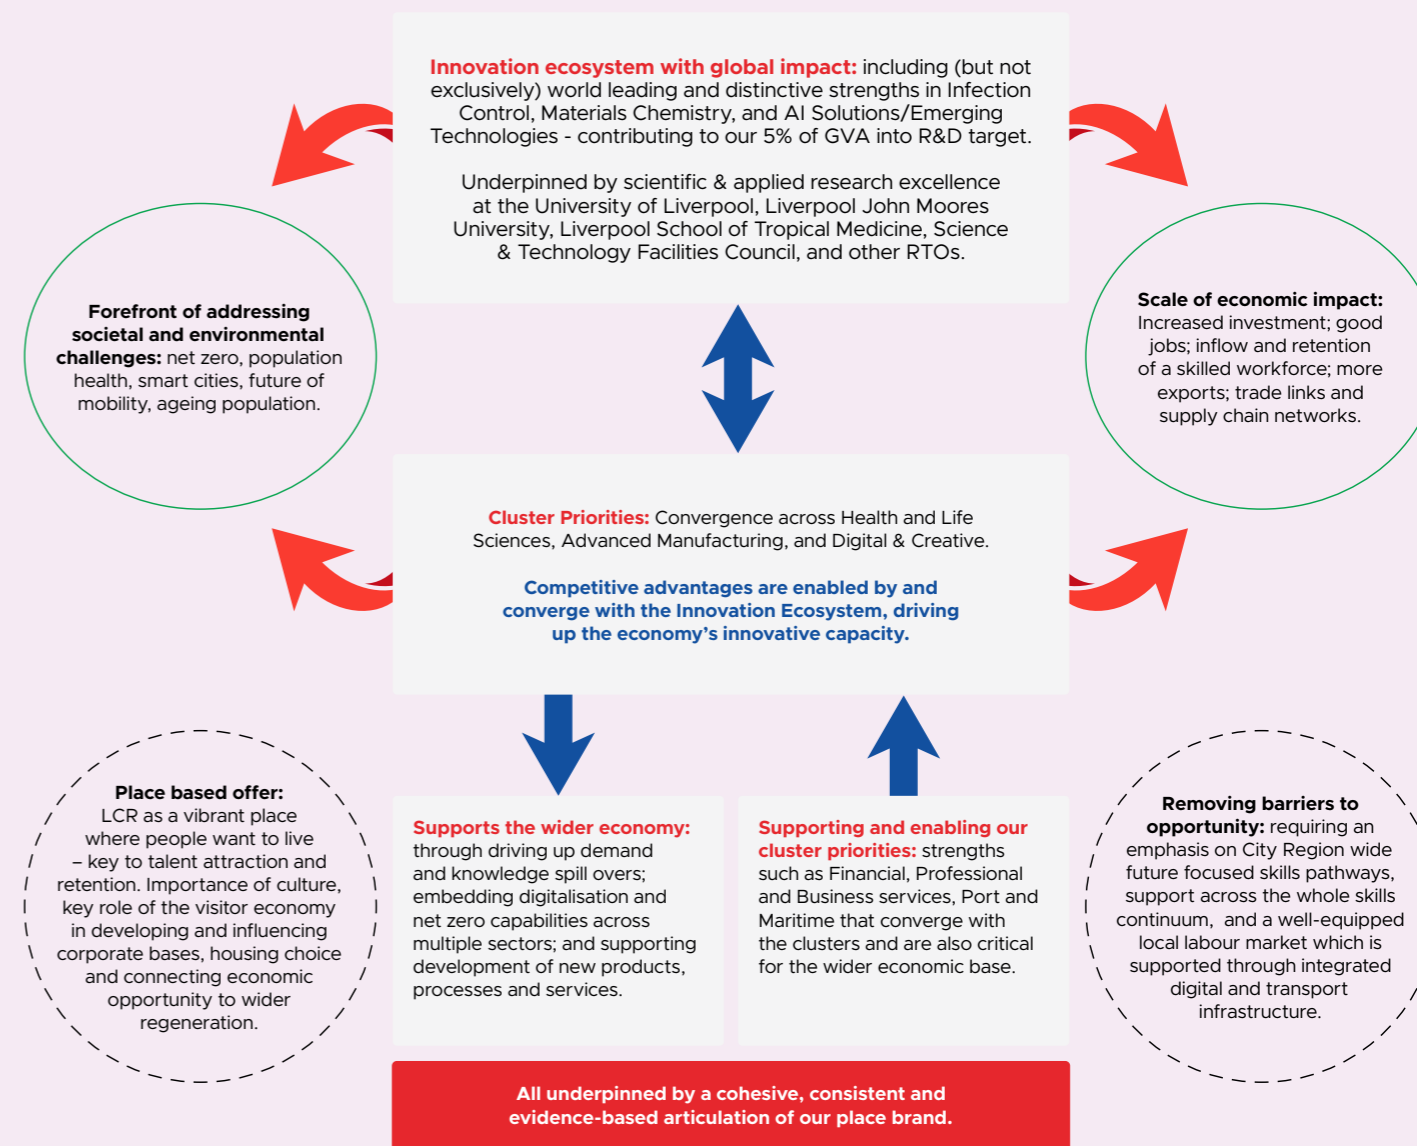 Innovation ecosystem with global impact: including (but not
exclusively) world leading and distinctive strengths in Infection
Control, Materials Chemistry, and AI Solutions/Emerging
Technologies - contributing to our 5% of GVA into R&D target.
Underpinned by scientific & applied research excellence
at the University of Liverpool, Liverpool John Moores
University, Liverpool School of Tropical Medicine, Science
& Technology Facilities Council, and other RTOs.
Forefront of addressing
societal and environmental
challenges: net zero, population
health, smart cities, future of
mobility, ageing population.
Scale of economic impact:
Increased investment; good
jobs; inflow and retention
of a skilled workforce; more
exports; trade links and
supply chain networks.
Cluster Priorities: Convergence across Health and Life
Sciences, Advanced Manufacturing, and Digital & Creative.
Competitive advantages are enabled by and
converge with the Innovation Ecosystem, driving
up the economy’s innovative capacity.
Place based offer:
LCR as a vibrant place
where people want to live
– key to talent attraction and
retention. Importance of culture,
key role of the visitor economy
in developing and influencing
corporate bases, housing choice
and connecting economic
opportunity to wider
regeneration.
Supports the wider economy:
through driving up demand
and knowledge spill overs;
embedding digitalisation and
net zero capabilities across
multiple sectors; and supporting
development of new products,
processes and services.
Supporting and enabling our
cluster priorities: strengths
such as Financial, Professional
and Business services, Port and
Maritime that converge with
the clusters and are also critical
for the wider economic base.
Removing barriers to
opportunity: requiring an
emphasis on City Region wide
future focused skills pathways,
support across the whole skills
continuum, and a well-equipped
local labour market which is
supported through integrated
digital and transport
infrastructure.
All underpinned by a cohesive, consistent and
evidence-based articulation of our place brand.